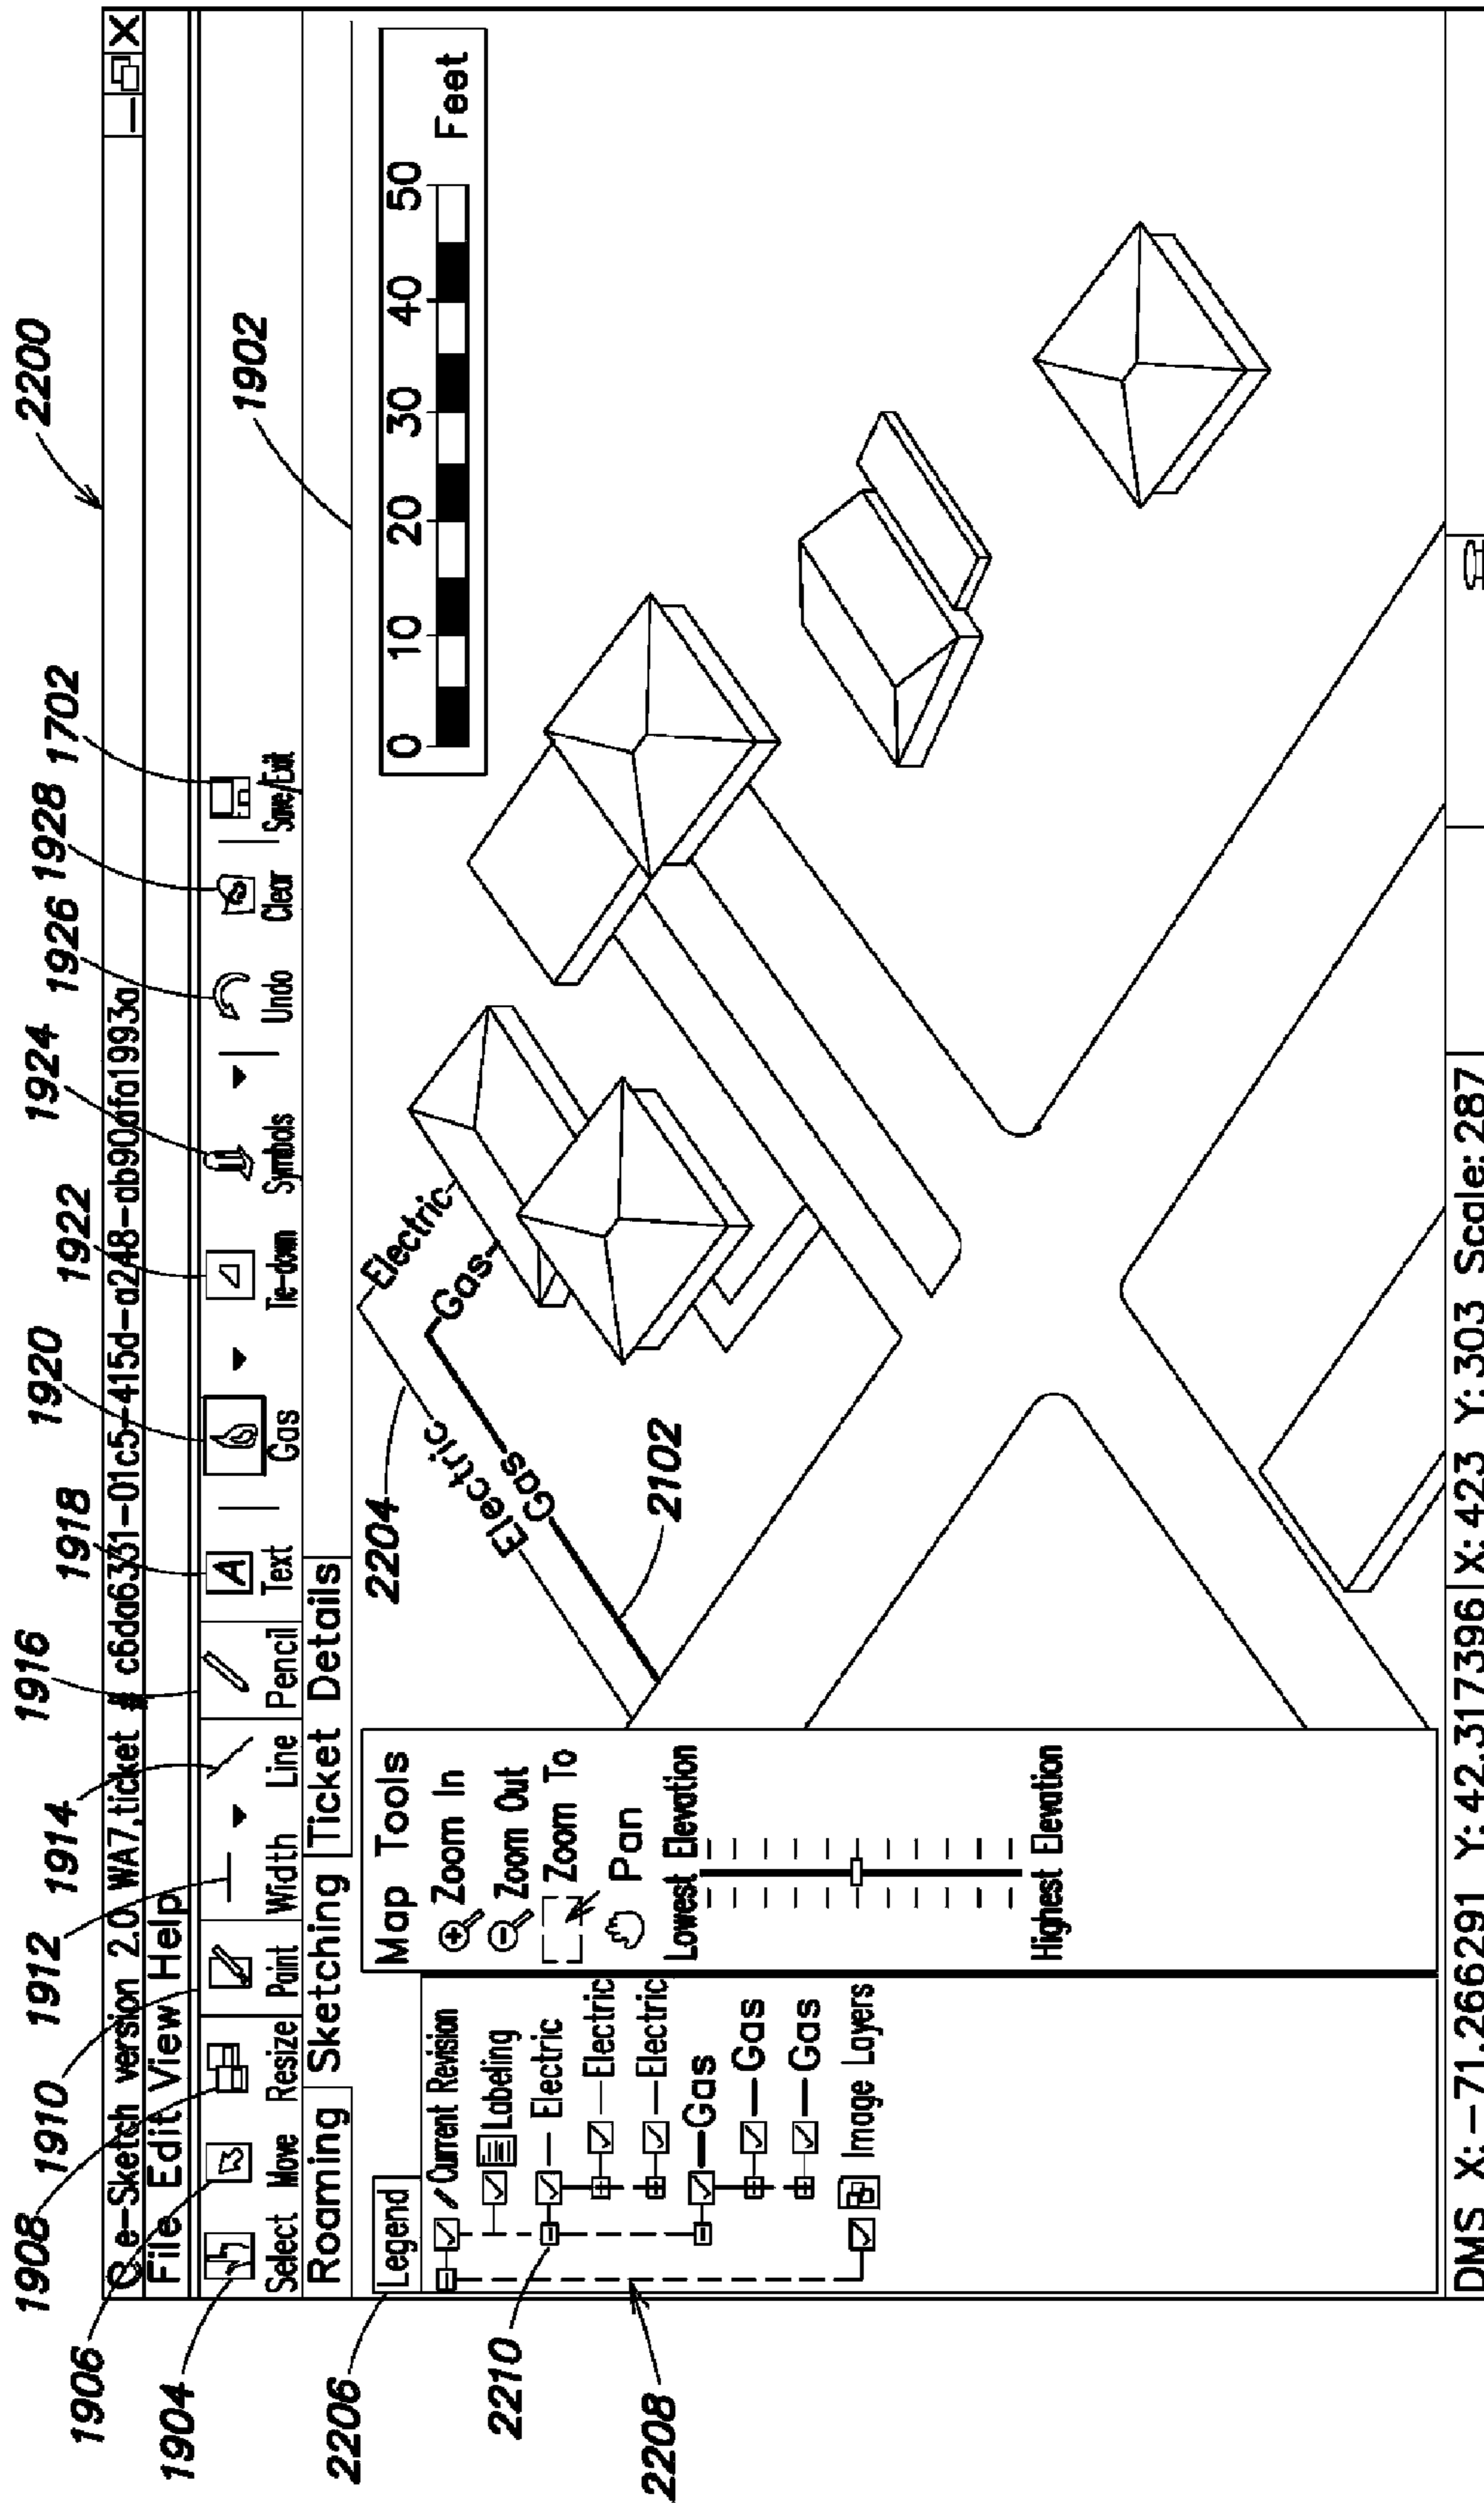 2200
1916 1920 1924
1908 1910 1912 1914 1918 1922 1926 1928 1702
1906
e-Sketch version 2.0, WA7, ticket # c6da6331-01c5-415d-a248-ab90afa1993a
File Edit View Help
1904
Select Move Resize Paint Width Line Pencil Text Gas Tie-down Symbols Undo Clear Save/Exit
1902
Roaming Sketching Ticket Details
2206
Legend
Current Revision
Labeling
Electric
Electric
Electric
Gas
Gas
Gas
Image Layers
2210
2208
Map Tools
Zoom In
Zoom Out
Zoom To
Pan
Lowest Elevation
Highest Elevation
2204
Electric
Electric
Gas
Gas
2102
0 10 20 30 40 50
Feet
DMS X:-71.266291 Y:42.317396 X:423 Y:303 Scale:287